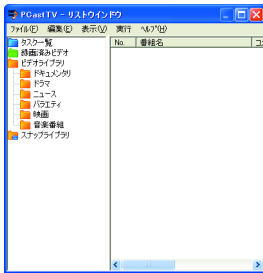 PCastTV - リストウインドウ
ファイル(F) 編集(E) 表示(V) 実行 ヘルプ(H)
タスク一覧
録画済みビデオ
ビデオライブラリ
ドキュメンタリ
ドラマ
ニュース
バラエティ
映画
音楽番組
スナップライブラリ
No. 番組名 コ